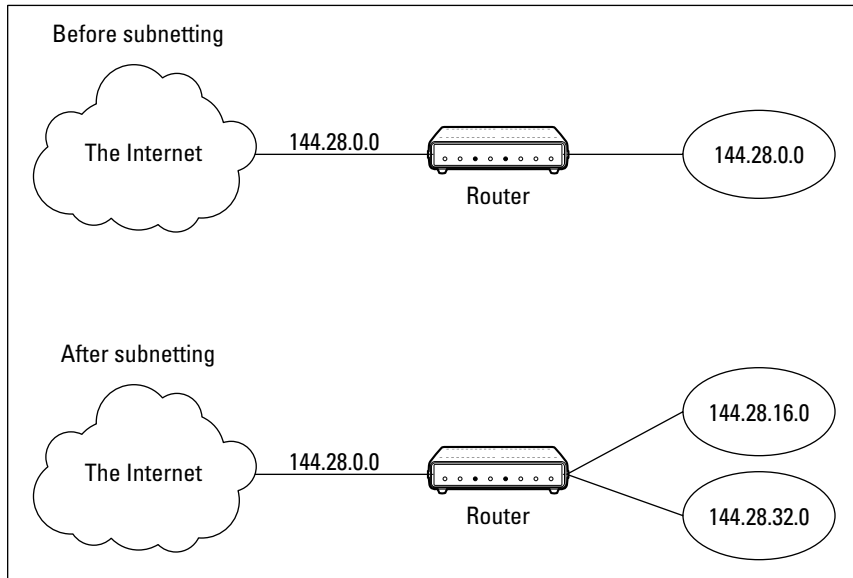 Before subnetting
The Internet
144.28.0.0
Router
144.28.0.0
After subnetting
The Internet
144.28.0.0
Router
144.28.16.0
144.28.32.0